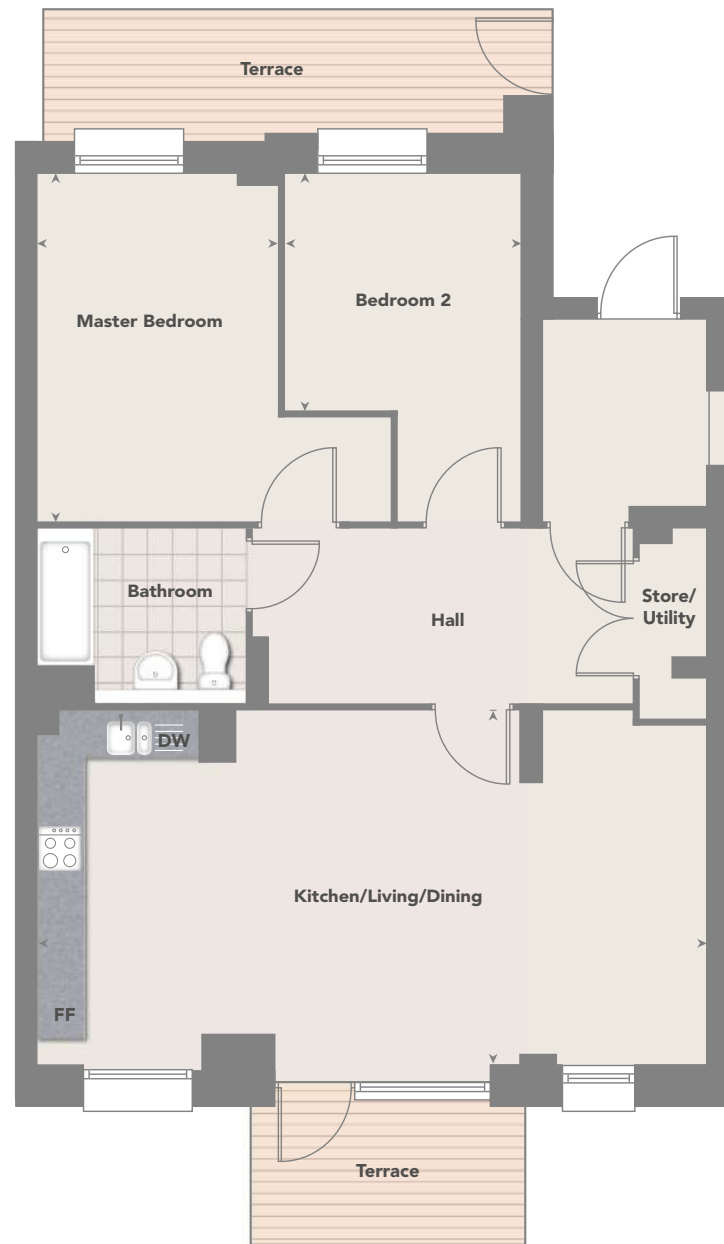 Terrace
Bedroom 2
Master Bedroom
Bathroom
Store/
Utility
Hall
DW
Kitchen/Living/Dining
FF
Terrace